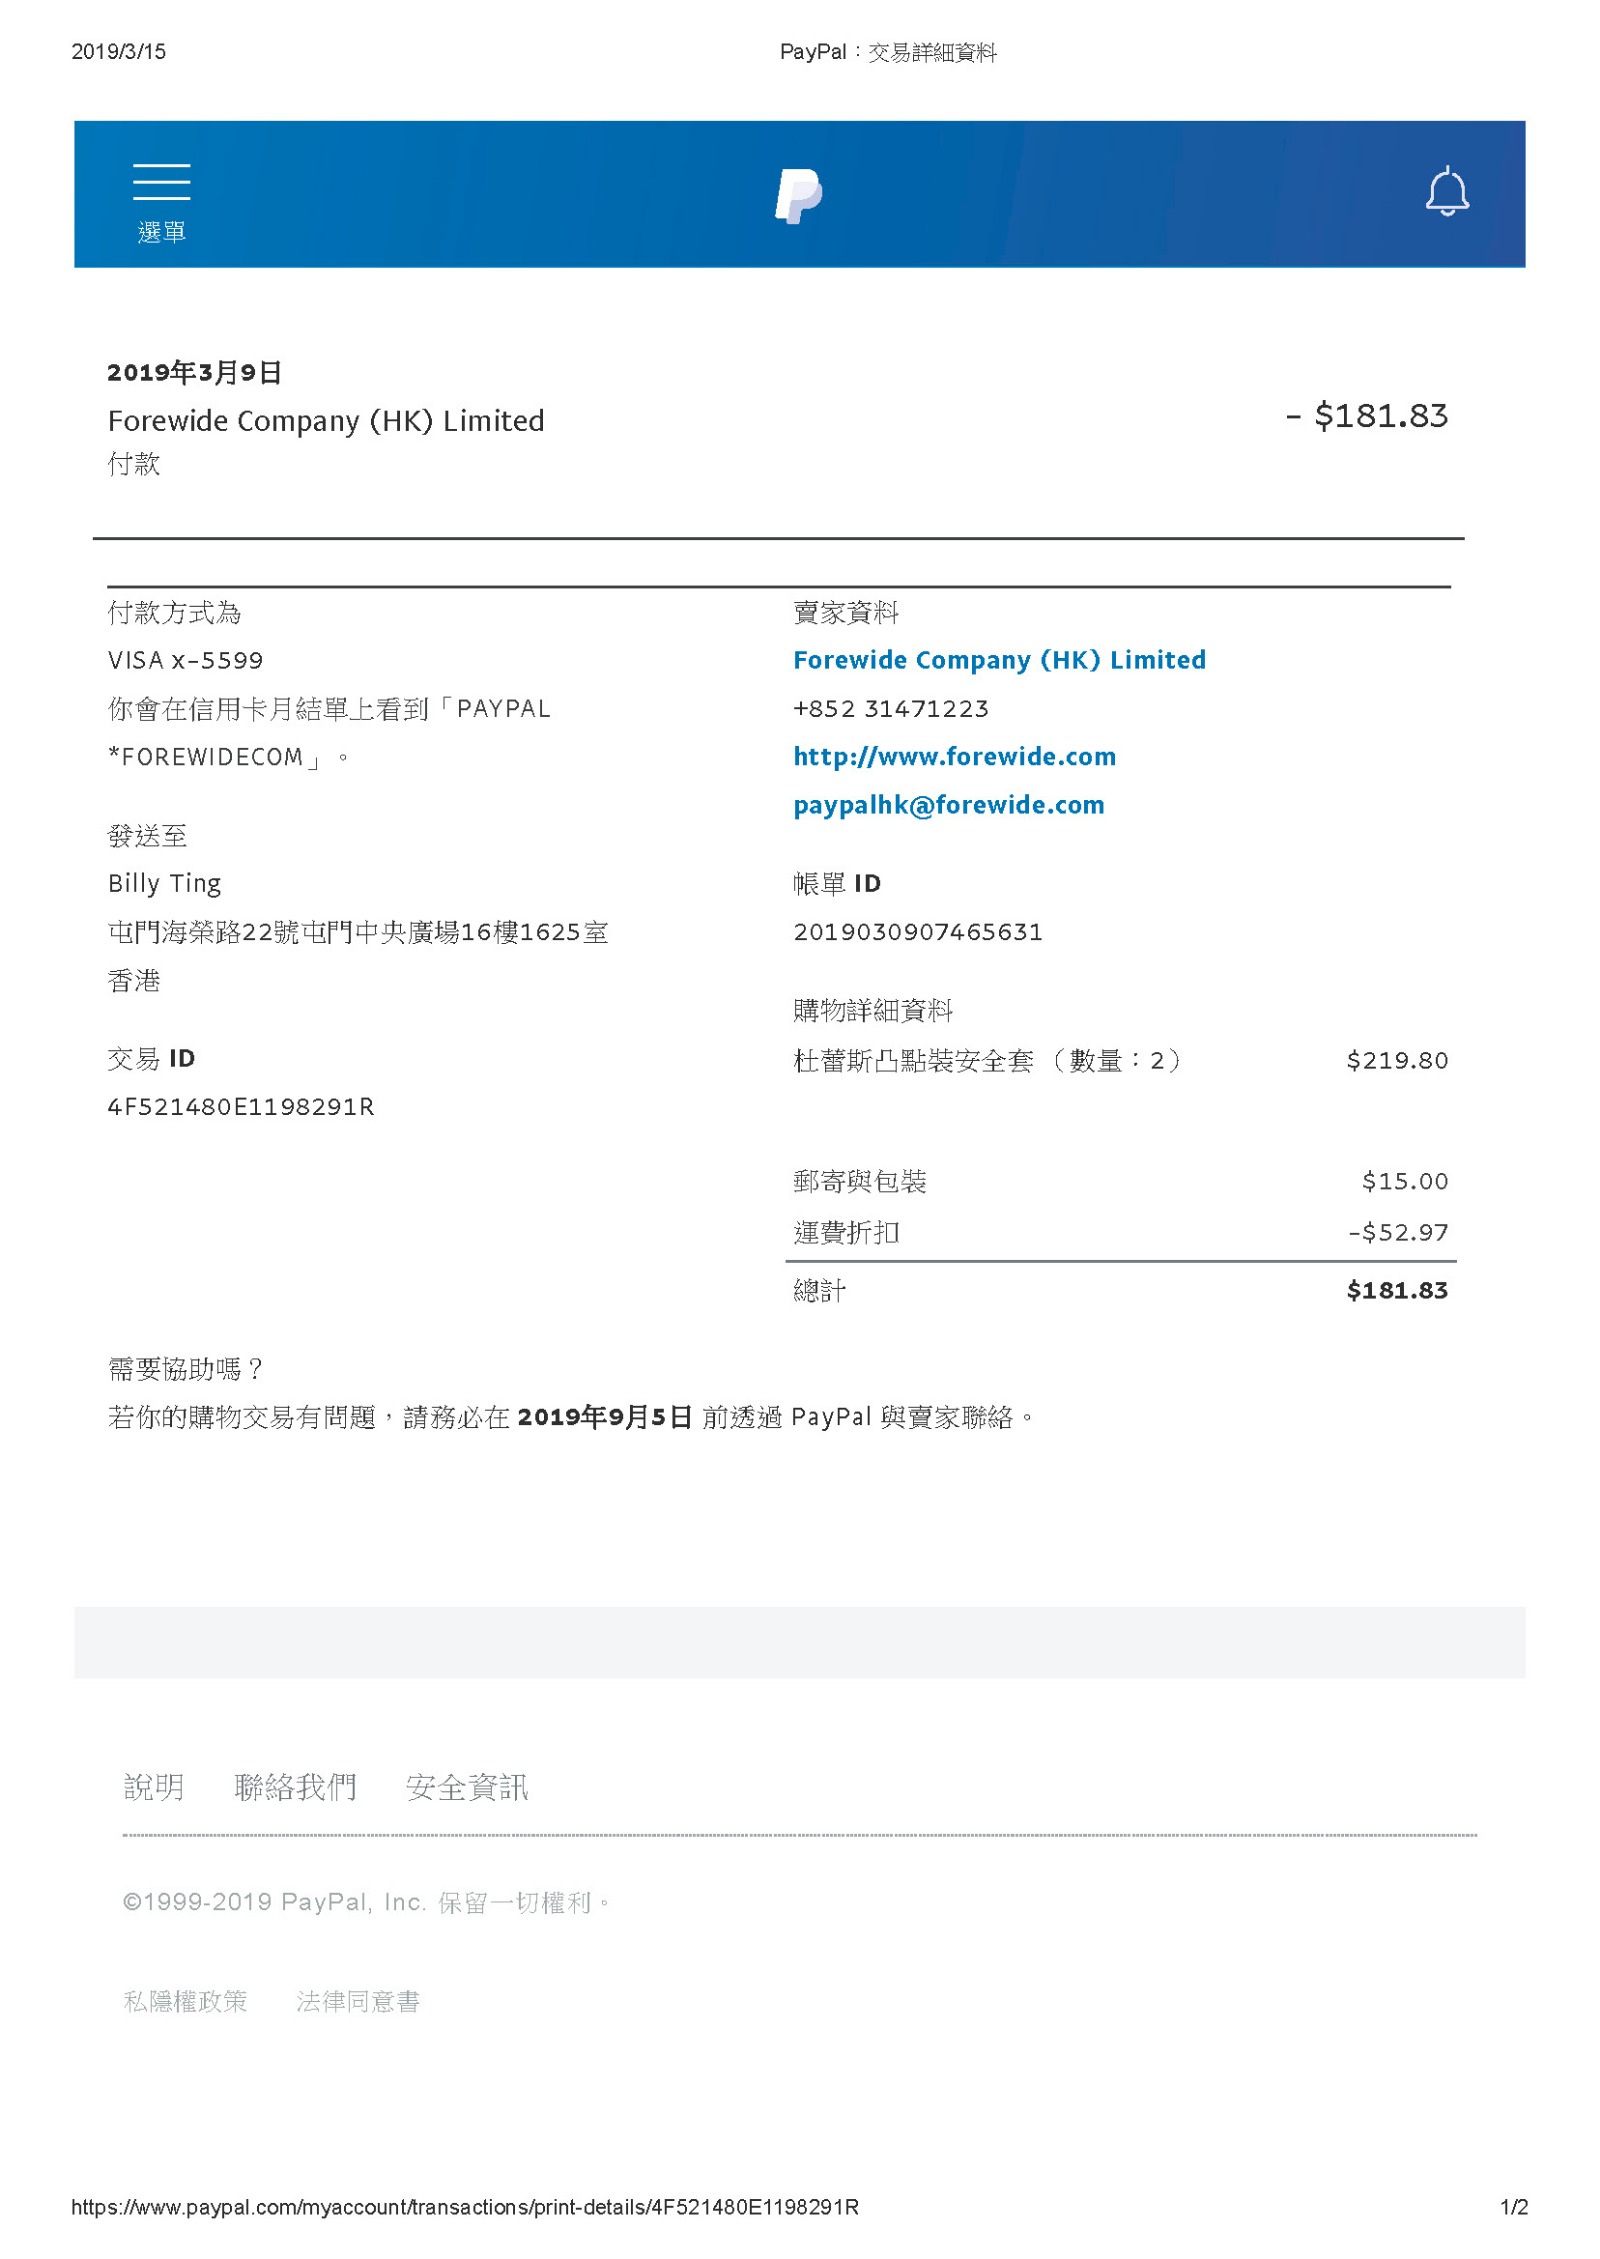 2019/3/15
PayPal：交易詳細資料
選單
2019年3月9日
Forewide Company (HK) Limited
- $181.83
付款
付款方式為
VISA x-5599
你會在信用卡月結單上看到「PAYPAL
*FOREWIDECOM」。
發送至
Billy Ting
屯門海榮路22號屯門中央廣場16樓1625室
香港
交易 ID
4F521480E1198291R
賣家資料
Forewide Company (HK) Limited
+852 31471223
http://www.forewide.com
paypalhk@forewide.com
帳單 ID
2019030907465631
購物詳細資料
杜蕾斯凸點裝安全套 （數量：2） $219.80
郵寄與包裝 $15.00
運費折扣 -$52.97
總計 $181.83
需要協助嗎？
若你的購物交易有問題，請務必在 2019年9月5日 前透過 PayPal 與賣家聯絡。
說明 聯絡我們 安全資訊
©1999-2019 PayPal, Inc. 保留一切權利。
私隱權政策 法律同意書
https://www.paypal.com/myaccount/transactions/print-details/4F521480E1198291R
1/2